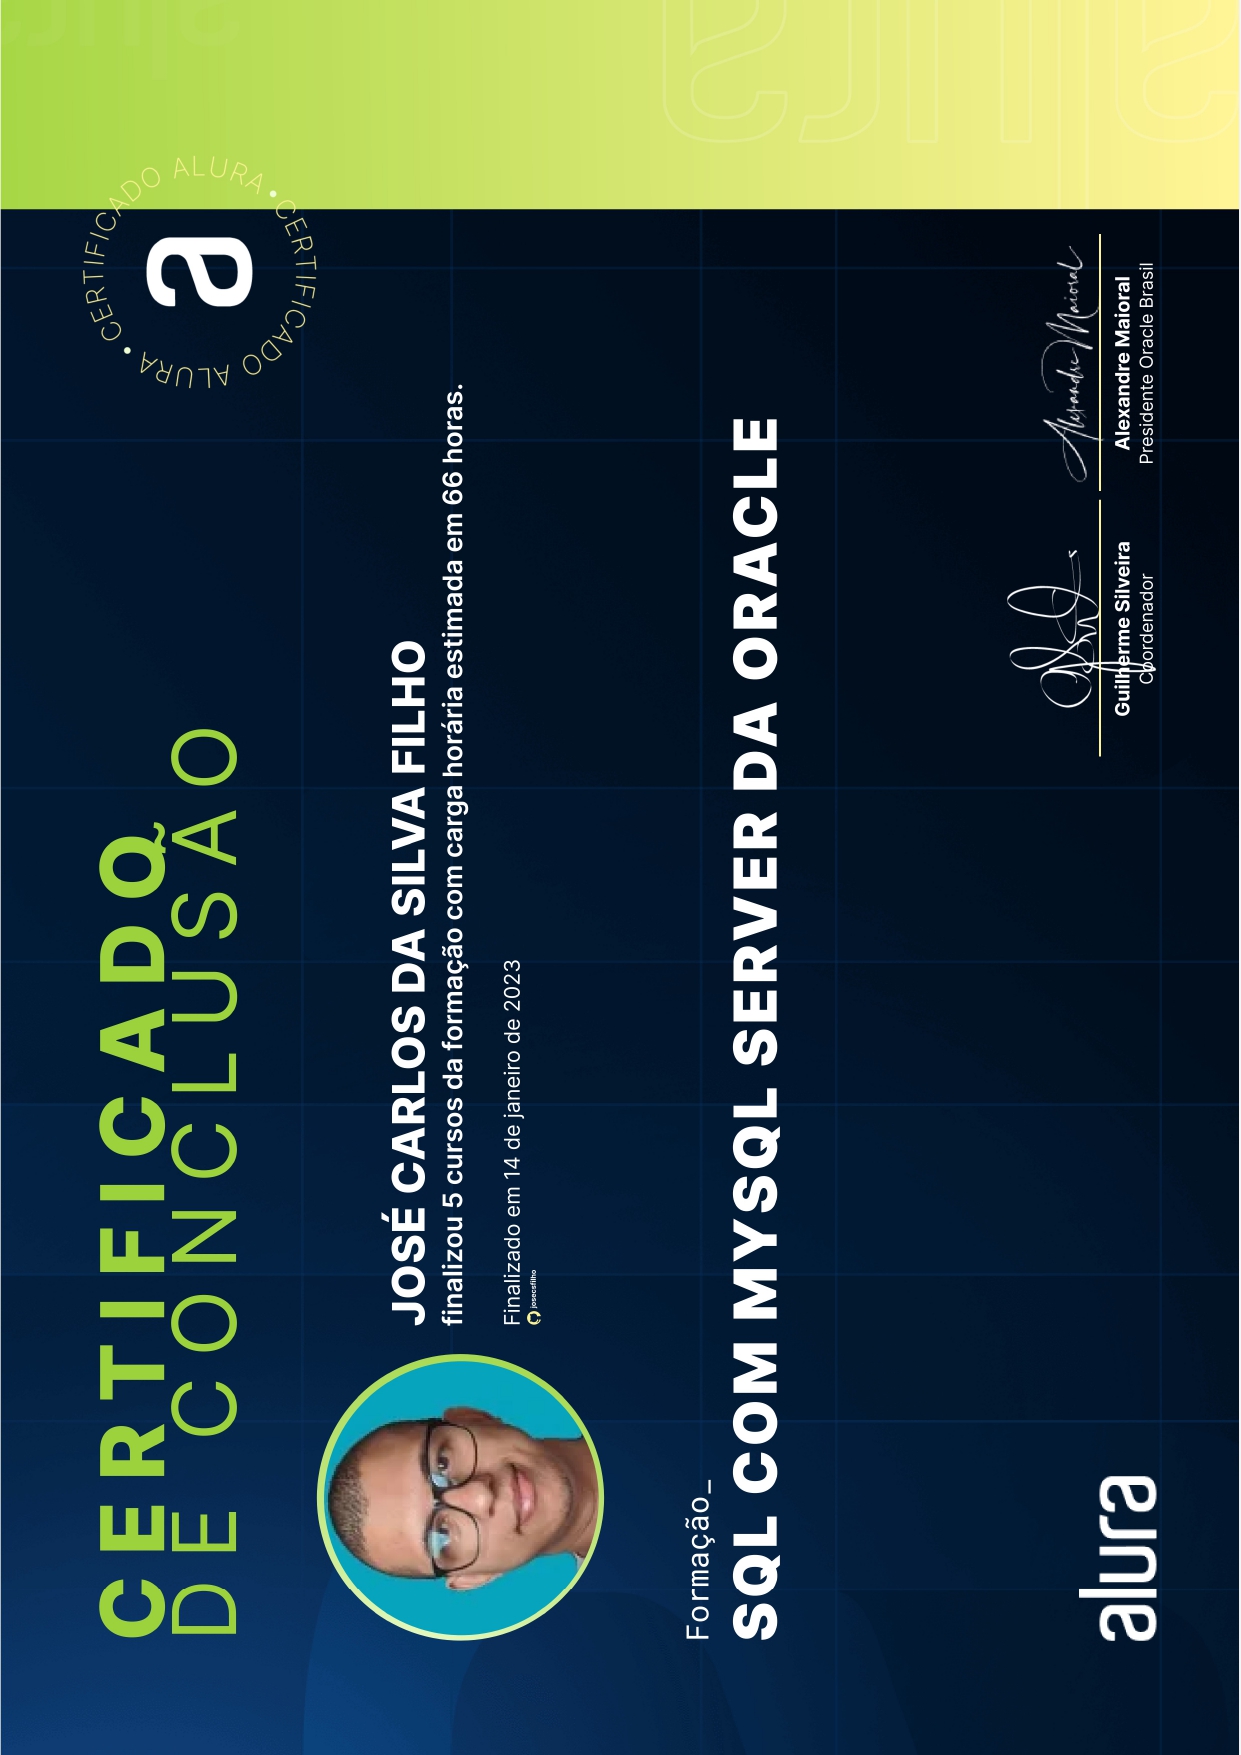 CERTIFICADO
DE CONCLUSÃO
CERTIFICADO ALURA • CERTIFICADO ALURA •
a
JOSÉ CARLOS DA SILVA FILHO
finalizou 5 cursos da formação com carga horária estimada em 66 horas.
Finalizado em 14 de janeiro de 2023
josecsfilho
Formação_
SQL COM MYSQL SERVER DA ORACLE
alura
Alexandre Maioral
Guilherme Silveira
Coordenador
Alexandre Maioral
Presidente Oracle Brasil
alura